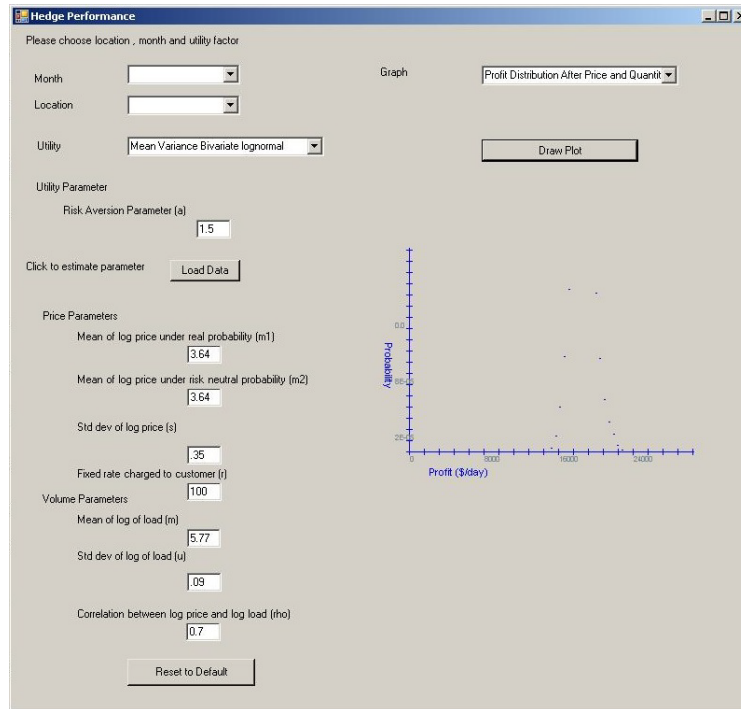 Hedge Performance
Please choose location , month and utility factor
Month
Graph
Profit Distribution After Price and Quantit
Location
Utility
Mean Variance Bivariate lognormal
Draw Plot
Utility Parameter
Risk Aversion Parameter (a)
1.5
Click to estimate parameter
Load Data
Price Parameters
Mean of log price under real probability (m1)
3.64
Mean of log price under risk neutral probability (m2)
3.64
Std dev of log price (s)
.35
Fixed rate charged to customer (r)
100
Volume Parameters
Mean of log of load (m)
5.77
Std dev of log of load (u)
.09
Correlation between log price and log load (rho)
0.7
Reset to Default
Probability
0.0
0
8000
16000
24000
Profit ($/day)